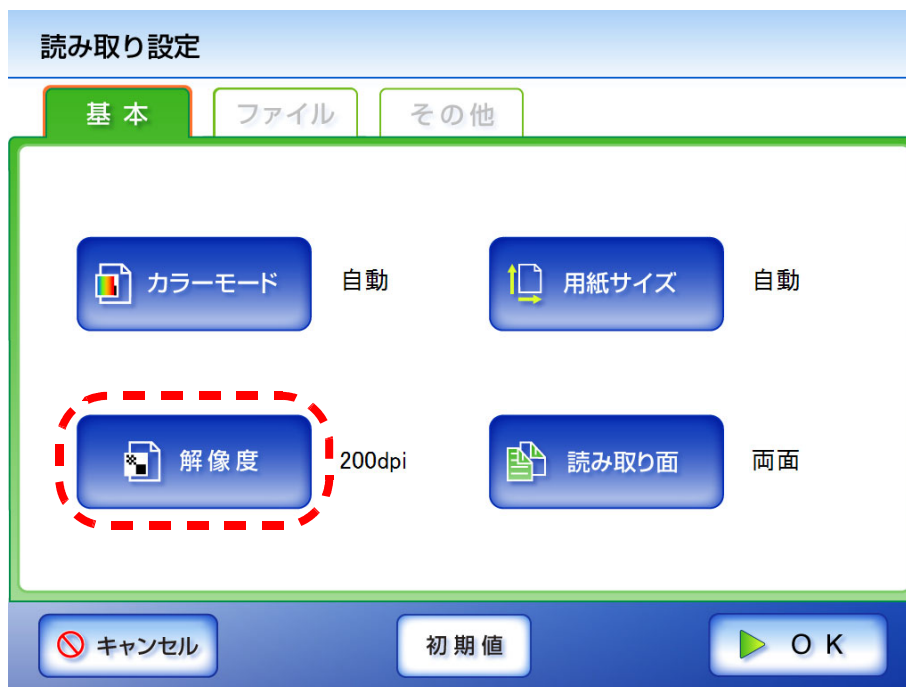 読み取り設定
基本 ファイル その他
カラーモード 自動 用紙サイズ 自動
解像度 200dpi 読み取り面 両面
キャンセル 初期値 OK